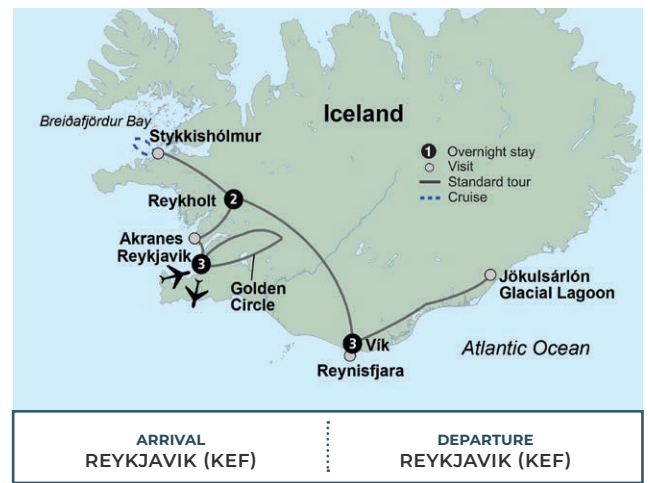 Iceland
Breiðafjördur Bay
Stykkishólmur
1 Overnight stay
Visit
Standard tour
Cruise
Reykholt
2
Akranes
Reykjavik
3
Golden
Circle
Jökulsárlón
Glacial Lagoon
3
Vík
Reynisfjara
Atlantic Ocean
ARRIVAL
REYKJAVIK (KEF)
DEPARTURE
REYKJAVIK (KEF)